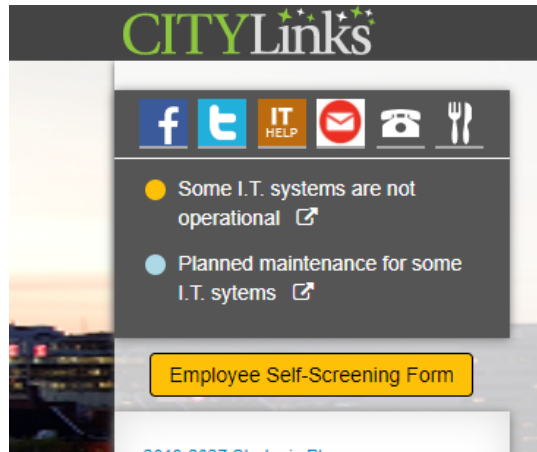 CITYLinks
f t IT
HELP
Some I.T. systems are not
operational
Planned maintenance for some
I.T. sytems
Employee Self-Screening Form